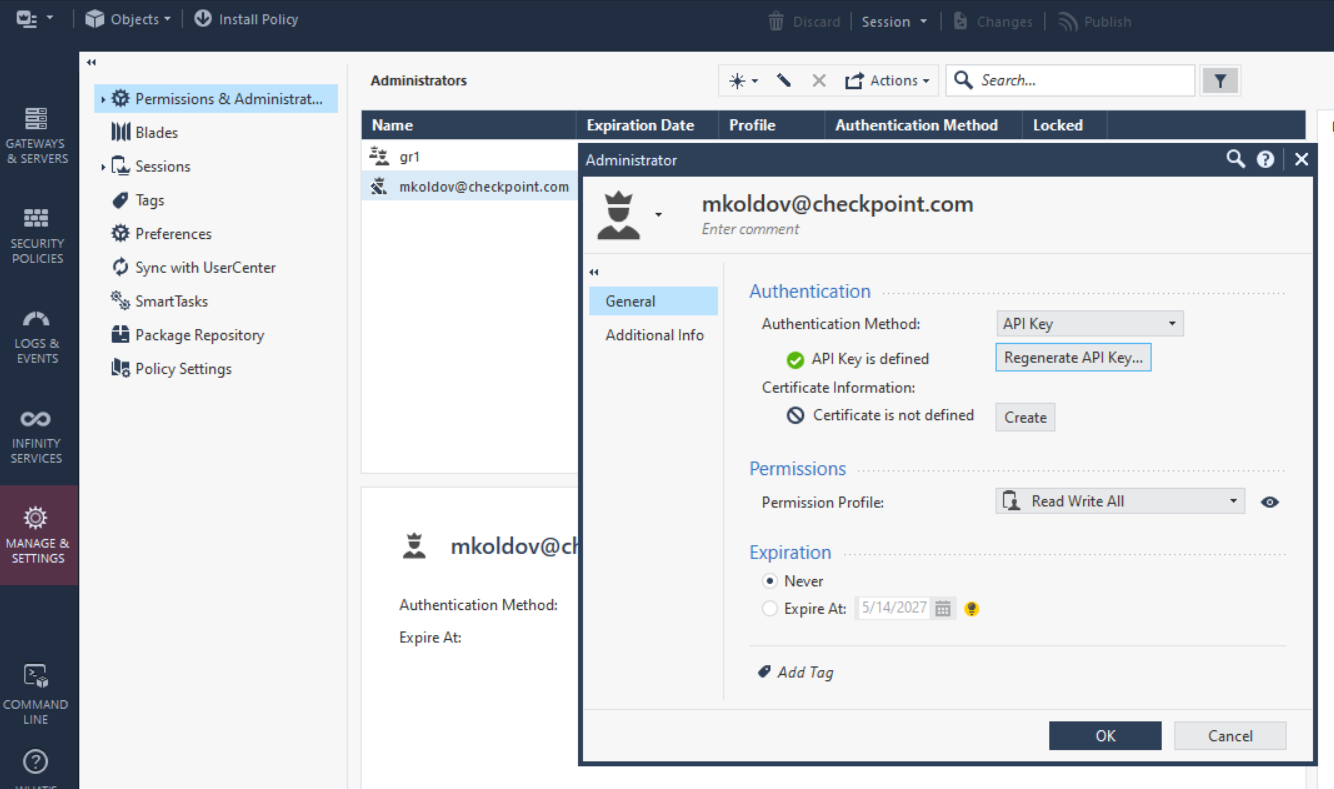 Objects
Install Policy
Discard
Session
Changes
Publish
GATEWAYS
& SERVERS
SECURITY
POLICIES
LOGS &
EVENTS
INFINITY
SERVICES
MANAGE &
SETTINGS
COMMAND
LINE
WHAT'S
Permissions & Administrat...
Blades
Sessions
Tags
Preferences
Sync with UserCenter
SmartTasks
Package Repository
Policy Settings
Administrators
Actions
Search...
Name Expiration Date Profile Authentication Method Locked
gr1
mkoldov@checkpoint.com
mkoldov@ch
Authentication Method:
Expire At:
Administrator
mkoldov@checkpoint.com
Enter comment
General
Additional Info
Authentication
Authentication Method: API Key
API Key is defined Regenerate API Key...
Certificate Information:
Certificate is not defined Create
Permissions
Permission Profile: Read Write All
Expiration
Never
Expire At: 5/14/2027
Add Tag
OK Cancel